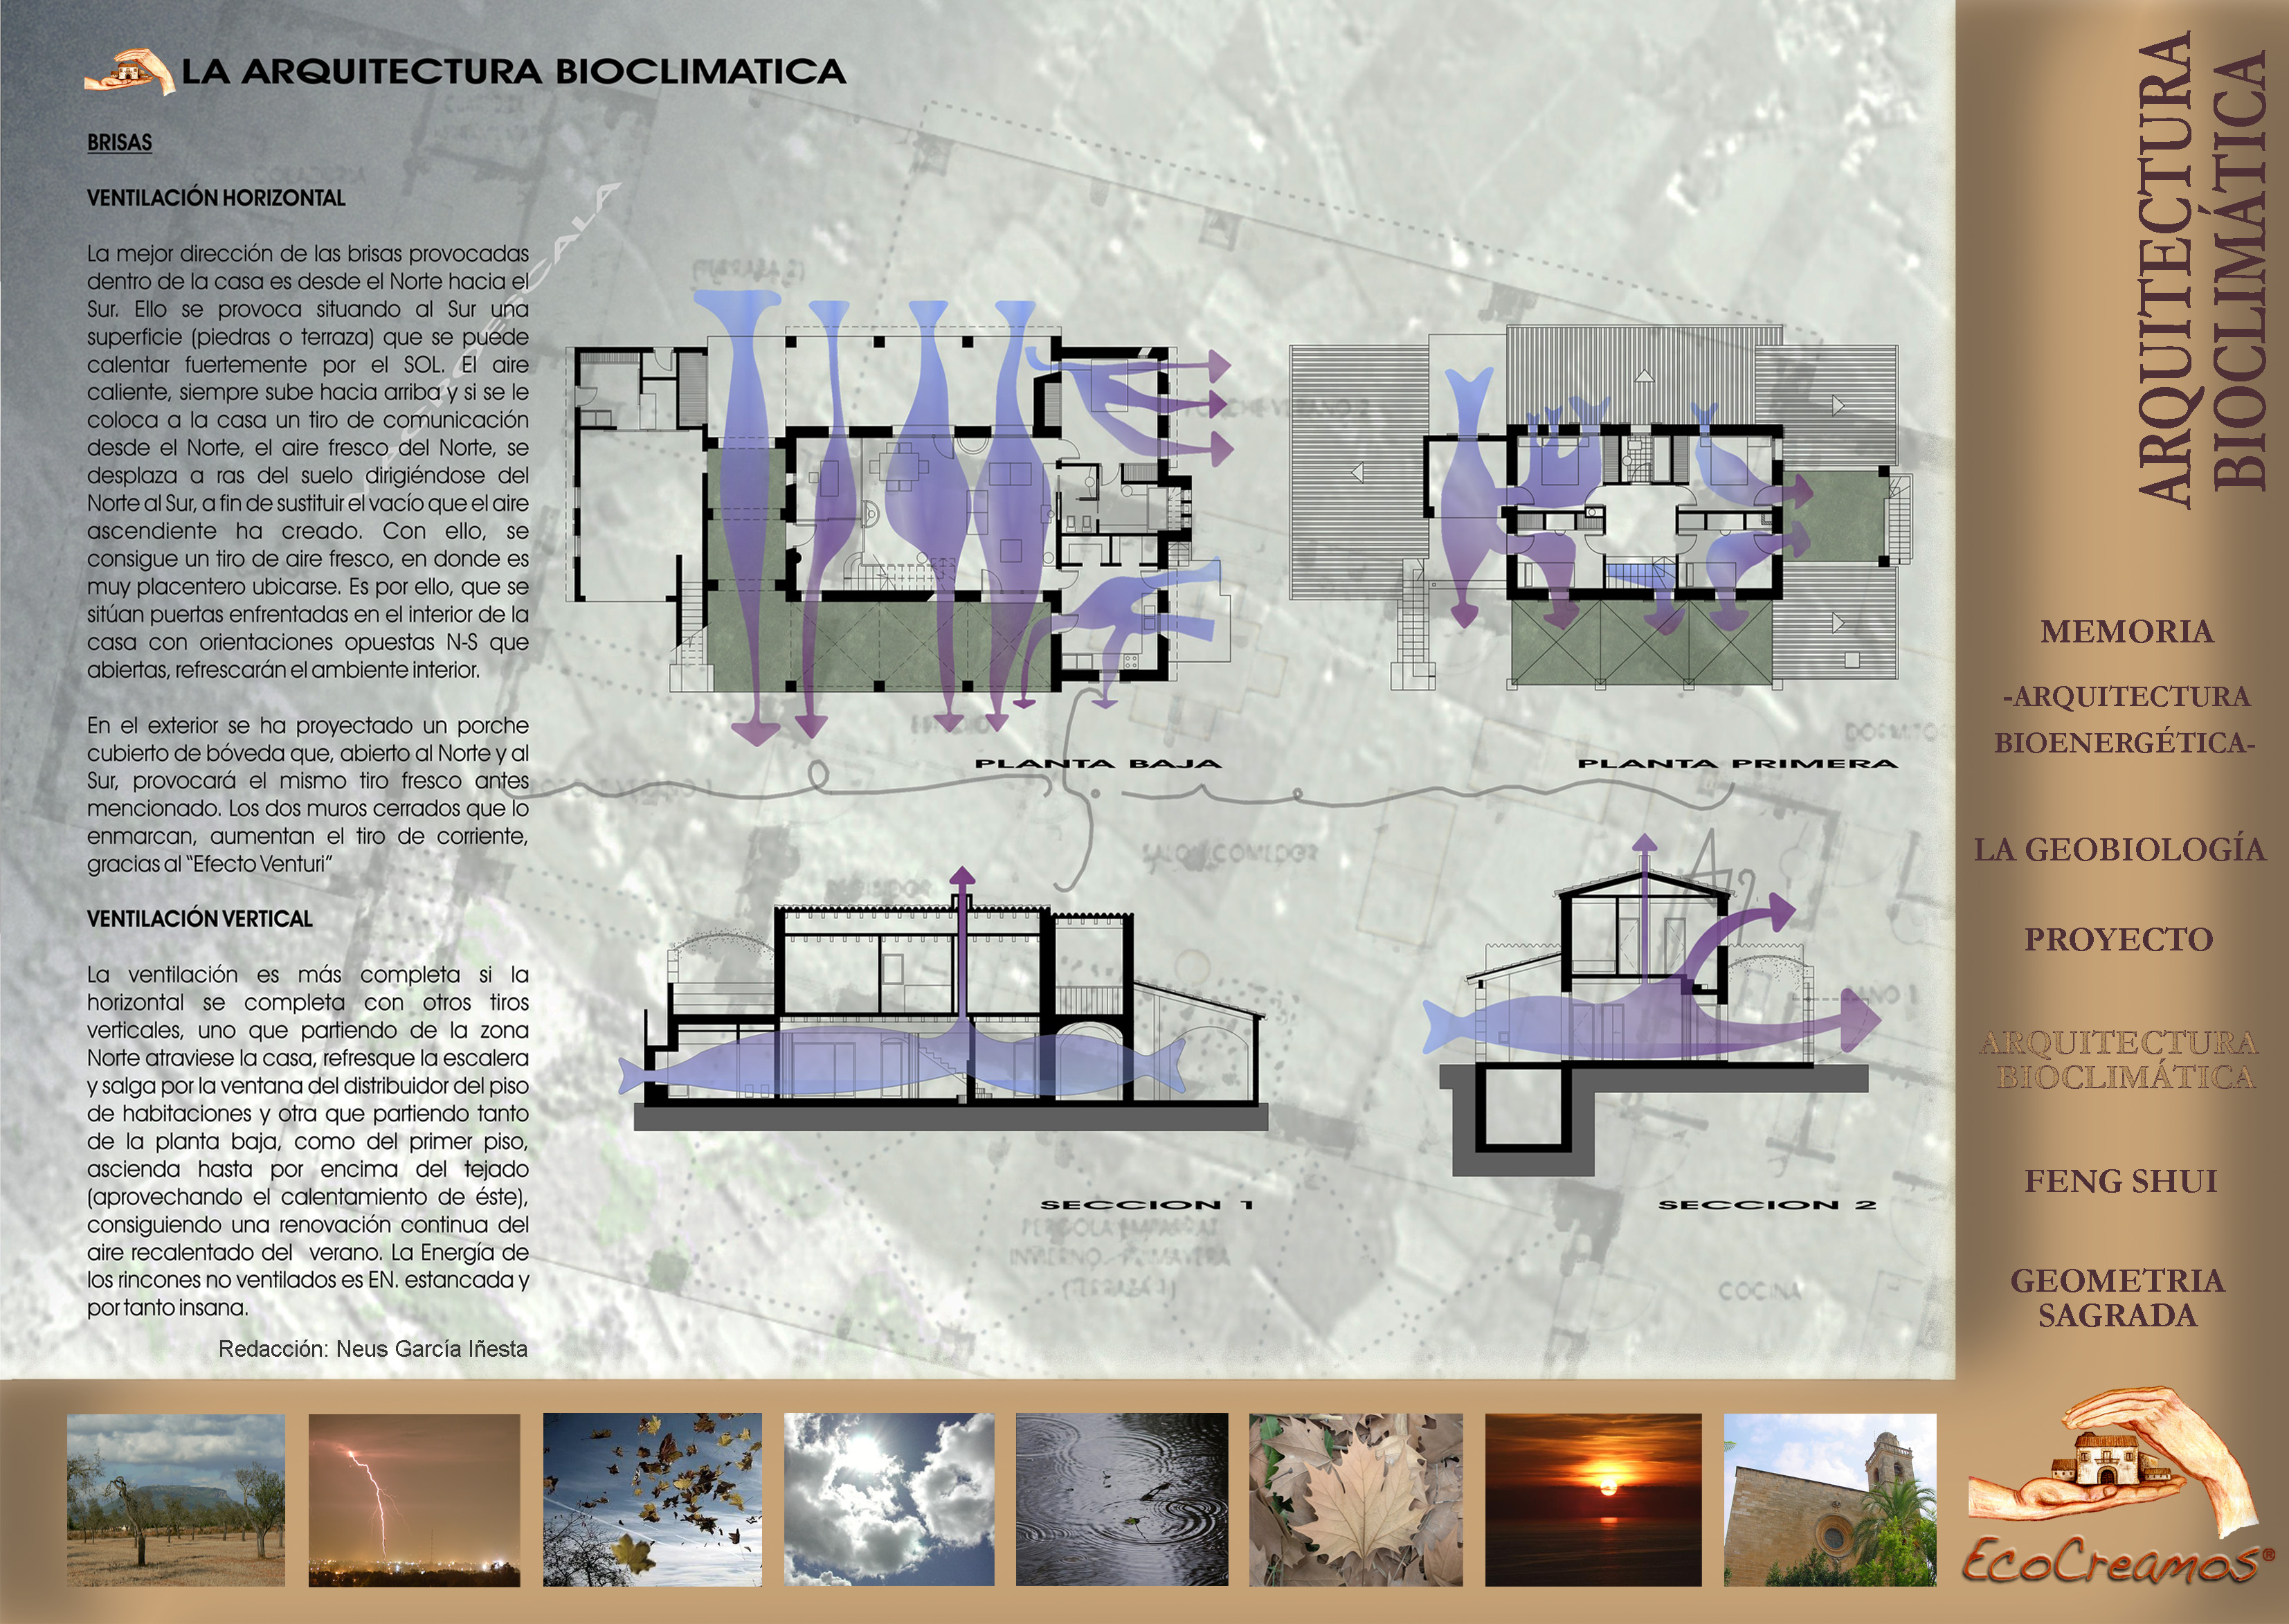 LA ARQUITECTURA BIOCLIMATICA
BRISAS
VENTILACIÓN HORIZONTAL
La mejor dirección de las brisas provocadas
dentro de la casa es desde el Norte hacia el
Sur. Ello se provoca situando al Sur una
superficie (piedras o terraza) que se puede
calentar fuertemente por el SOL. El aire
caliente, siempre sube hacia arriba y si se le
coloca a la casa un tiro de comunicación
desde el Norte, el aire fresco del Norte, se
desplaza a ras del suelo dirigiéndose del
Norte al Sur, a fin de sustituir el vacío que el aire
ascendiente ha creado. Con ello, se
consigue un tiro de aire fresco, en donde es
muy placentero ubicarse. Es por ello, que se
sitúan puertas enfrentadas en el interior de la
casa con orientaciones opuestas N-S que
abiertas, refrescarán el ambiente interior.
En el exterior se ha proyectado un porche
cubierto de bóveda que, abierto al Norte y al
Sur, provocará el mismo tiro fresco antes
mencionado. Los dos muros cerrados que lo
enmarcan, aumentan el tiro de corriente,
gracias al "Efecto Venturi"
VENTILACIÓN VERTICAL
La ventilación es más completa si la
horizontal se completa con otros tiros
verticales, uno que partiendo de la zona
Norte atraviese la casa, refresque la escalera
y salga por la ventana del distribuidor del piso
de habitaciones y otra que partiendo tanto
de la planta baja, como del primer piso,
ascienda hasta por encima del tejado
(aprovechando el calentamiento de éste),
consiguiendo una renovación continua del
aire recalentado del verano. La Energía de
los rincones no ventilados es EN. estancada y
por tanto insana.
Redacción: Neus García Iñesta
PLANTA BAJA
PLANTA PRIMERA
SALON COMEDOR
SECCION 1
SECCION 2
PERGOLA EMPARRAT
INVIERNO / PRIMAVERA
(TERRASA 1)
COCINA
ARQUITECTURA
BIOCLIMÁTICA
MEMORIA
-ARQUITECTURA
BIOENERGÉTICA-
LA GEOBIOLOGÍA
PROYECTO
ARQUITECTURA
BIOCLIMÁTICA
FENG SHUI
GEOMETRIA
SAGRADA
EcoCreamos®